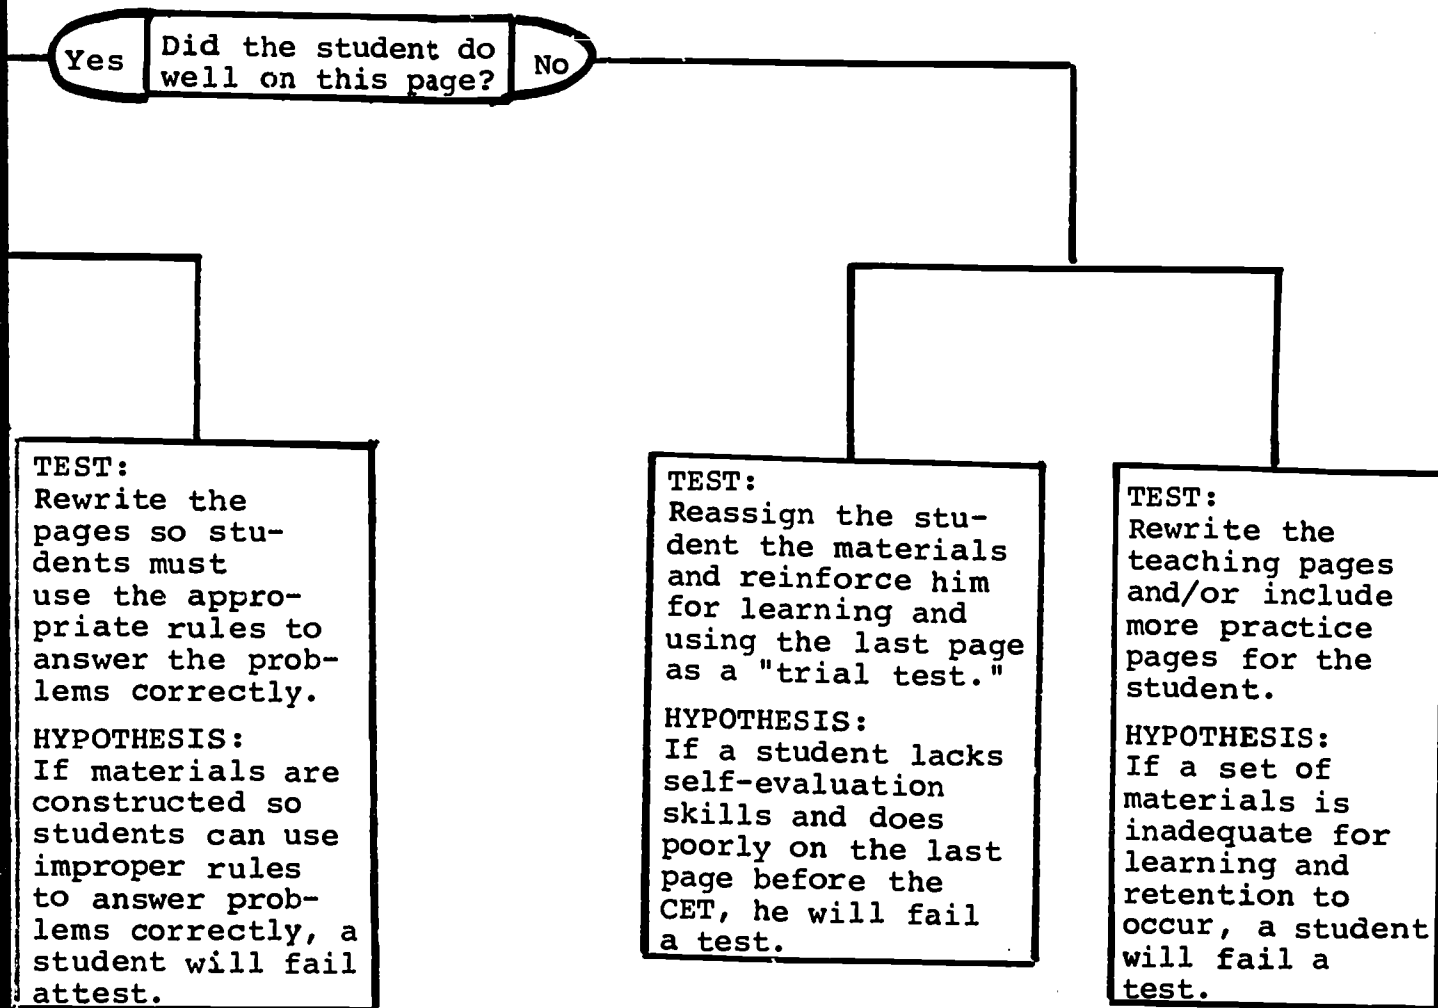 Yes
Did the student do
well on this page?
No
TEST:
Rewrite the
pages so stu-
dents must
use the appro-
priate rules to
answer the prob-
lems correctly.
HYPOTHESIS:
If materials are
constructed so
students can use
improper rules
to answer prob-
lems correctly, a
student will fail
attest.
TEST:
Reassign the stu-
dent the materials
and reinforce him
for learning and
using the last page
as a "trial test."
HYPOTHESIS:
If a student lacks
self-evaluation
skills and does
poorly on the last
page before the
CET, he will fail
a test.
TEST:
Rewrite the
teaching pages
and/or include
more practice
pages for the
student.
HYPOTHESIS:
If a set of
materials is
inadequate for
learning and
retention to
occur, a student
will fail a
test.